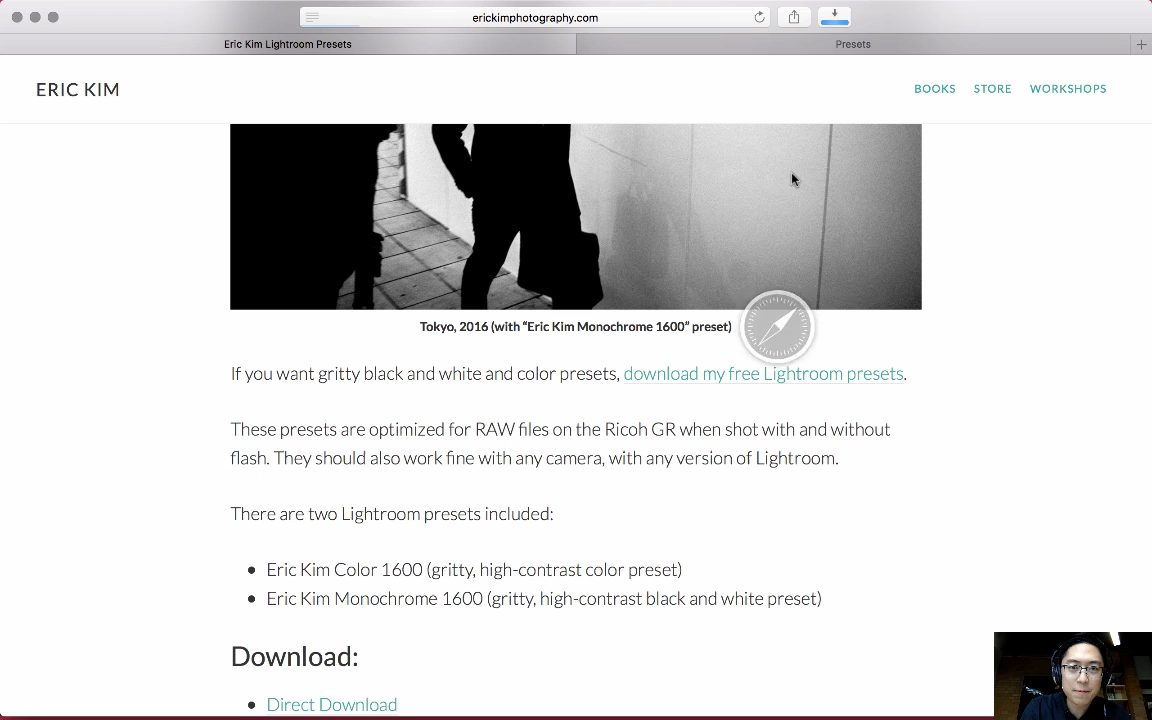 erickimphotography.com
Eric Kim Lightroom Presets
Presets
ERIC KIM
BOOKS STORE WORKSHOPS
Tokyo, 2016 (with “Eric Kim Monochrome 1600” preset)
If you want gritty black and white and color presets, download my free Lightroom presets.
These presets are optimized for RAW files on the Ricoh GR when shot with and without
flash. They should also work fine with any camera, with any version of Lightroom.
There are two Lightroom presets included:
• Eric Kim Color 1600 (gritty, high-contrast color preset)
• Eric Kim Monochrome 1600 (gritty, high-contrast black and white preset)
Download:
• Direct Download